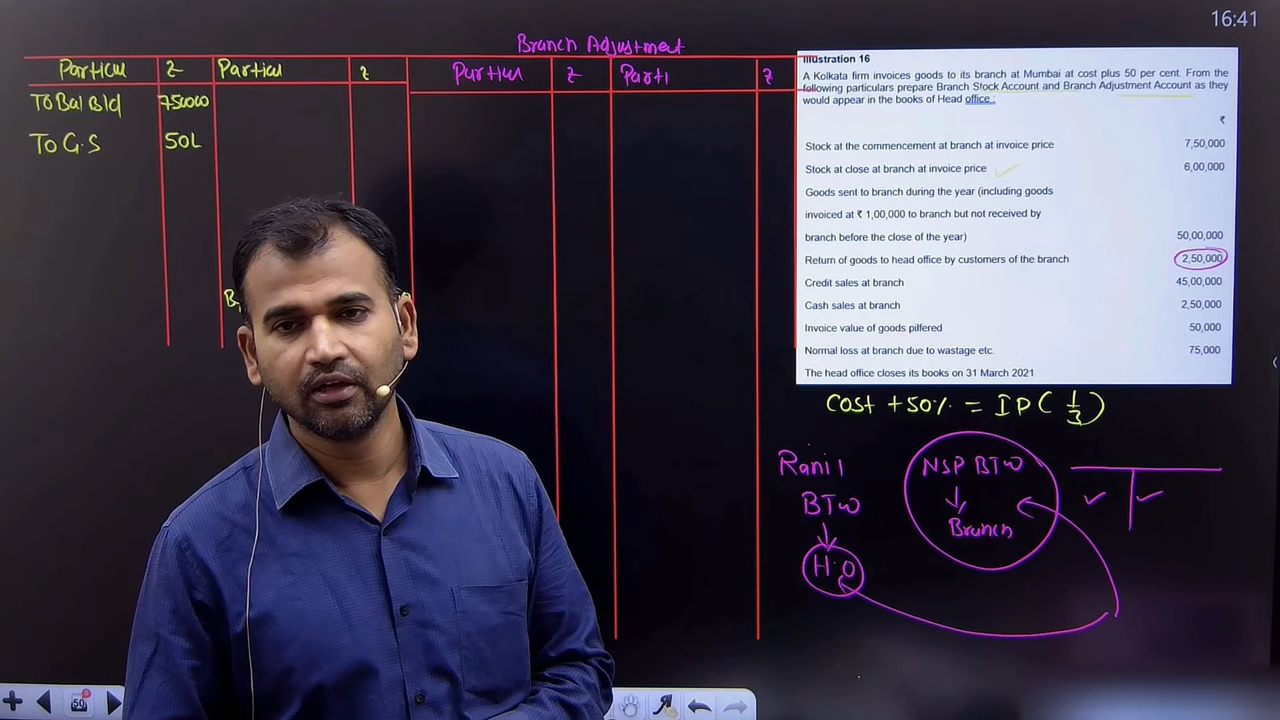 16:41
Branch Adjustment
Particu ₹ Particu ₹ Particu ₹ Parti ₹
To Bal B/d 750000
To G.S 50L
B
Illustration 16
A Kolkata firm invoices goods to its branch at Mumbai at cost plus 50 per cent. From the
following particulars prepare Branch Stock Account and Branch Adjustment Account as they
would appear in the books of Head office :
₹
Stock at the commencement at branch at invoice price 7,50,000
Stock at close at branch at invoice price 6,00,000
Goods sent to branch during the year (including goods
invoiced at ₹ 1,00,000 to branch but not received by
branch before the close of the year) 50,00,000
Return of goods to head office by customers of the branch 2,50,000
Credit sales at branch 45,00,000
Cash sales at branch 2,50,000
Invoice value of goods pilfered 50,000
Normal loss at branch due to wastage etc. 75,000
The head office closes its books on 31 March 2021
Cost +50% = IP (1/3)
NSP BTW
Branch
BTW
H.O
50